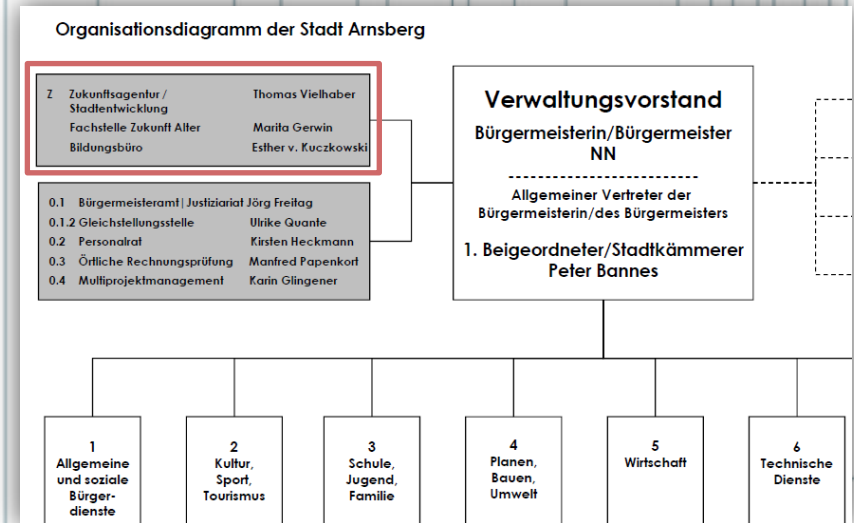 Organisationsdiagramm der Stadt Arnsberg
Z Zukunftsagentur / Thomas Vielhaber
Stadtentwicklung
Fachstelle Zukunft Alter Marita Gerwin
Bildungsbüro Esther v. Kuczkowski
0.1 Bürgermeisteramt | Justiziariat Jörg Freitag
0.1.2 Gleichstellungsstelle Ulrike Quante
0.2 Personalrat Kirsten Heckmann
0.3 Örtliche Rechnungsprüfung Manfred Papenkort
0.4 Multiprojektmanagement Karin Glingener
Verwaltungsvorstand
Bürgermeisterin/Bürgermeister
NN
Allgemeiner Vertreter der
Bürgermeisterin/des Bürgermeisters
1. Beigeordneter/Stadtkämmerer
Peter Bannes
1
Allgemeine
und soziale
Bürger-
dienste
2
Kultur,
Sport,
Tourismus
3
Schule,
Jugend,
Familie
4
Planen,
Bauen,
Umwelt
5
Wirtschaft
6
Technische
Dienste